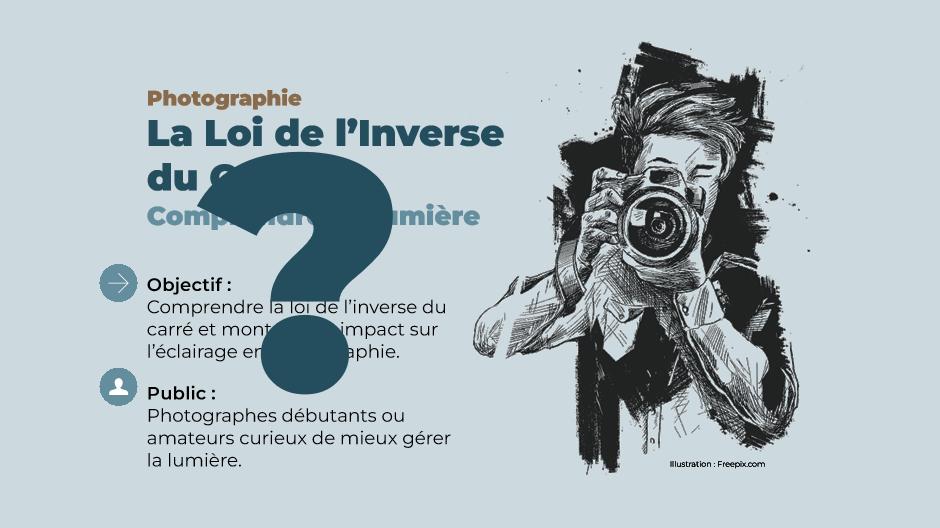 Photographie
La Loi de l’Inverse
du
lumière
Objectif :
Comprendre la loi de l’inverse du
carré et impact sur
l’éclairage
Public :
Photographes débutants ou
amateurs curieux de mieux gérer
la lumière.
Illustration : Freepix.com
?